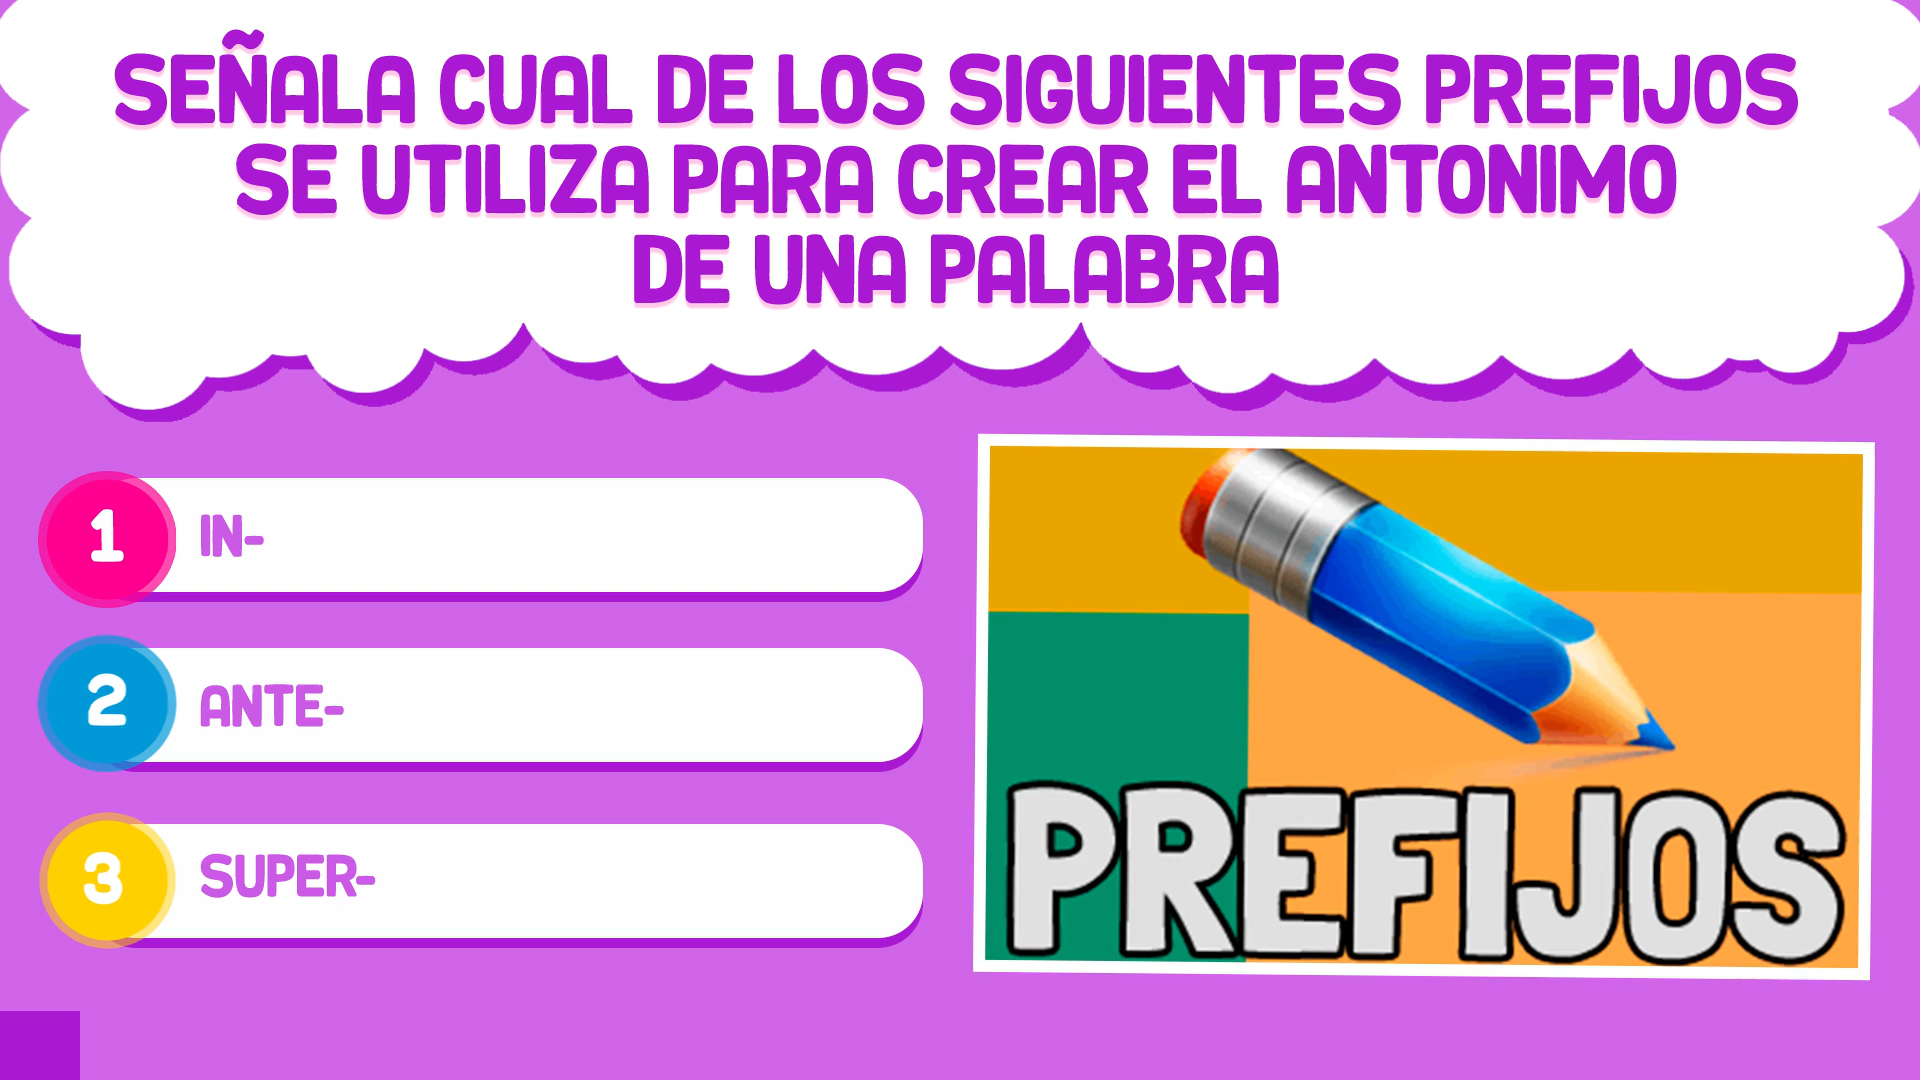 SEÑALA CUAL DE LOS SIGUIENTES PREFIJOS
SE UTILIZA PARA CREAR EL ANTONIMO
DE UNA PALABRA
1 IN-
2 ANTE-
3 SUPER-
PREFIJOS